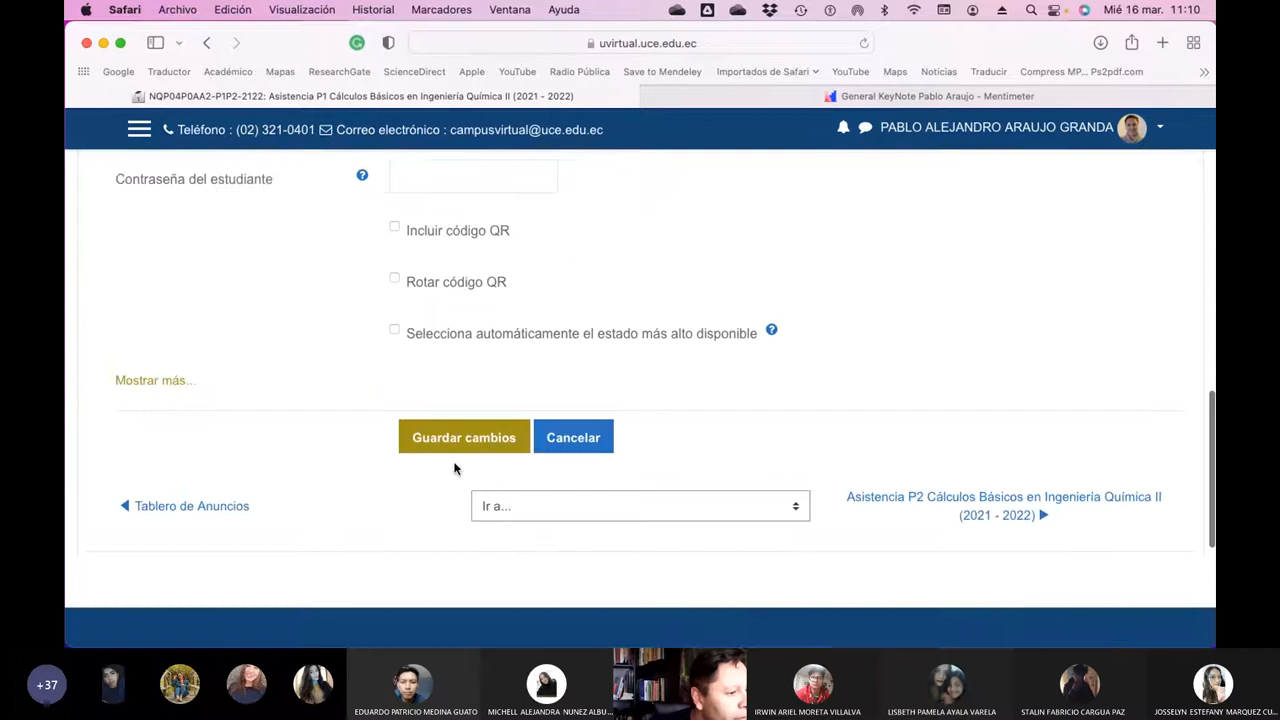 Safari Archivo Edición Visualización Historial Marcadores Ventana Ayuda Mié 16 mar. 11:10
uvirtual.uce.edu.ec
Google Traductor Académico Mapas ResearchGate ScienceDirect Apple YouTube Radio Pública Save to Mendeley Importados de Safari YouTube Maps Noticias Traducir Compress MP... Ps2pdf.com
NQP04P0AA2-P1P2-2122: Asistencia P1 Cálculos Básicos en Ingeniería Química II (2021 - 2022) General KeyNote Pablo Araujo - Mentimeter
Teléfono : (02) 321-0401 Correo electrónico : campusvirtual@uce.edu.ec PABLO ALEJANDRO ARAUJO GRANDA
Contraseña del estudiante
Incluir código QR
Rotar código QR
Selecciona automáticamente el estado más alto disponible
Mostrar más...
Guardar cambios Cancelar
Tablero de Anuncios Ir a... Asistencia P2 Cálculos Básicos en Ingeniería Química II
(2021 - 2022)
+37
EDUARDO PATRICIO MEDINA GUATO MICHELL ALEJANDRA NUNEZ ALBU... IRWIN ARIEL MORETA VILLALVA LISBETH PAMELA AYALA VARELA STALIN FABRICIO CARGUA PAZ JOSSELYN ESTEFANY MARQUEZ CU...